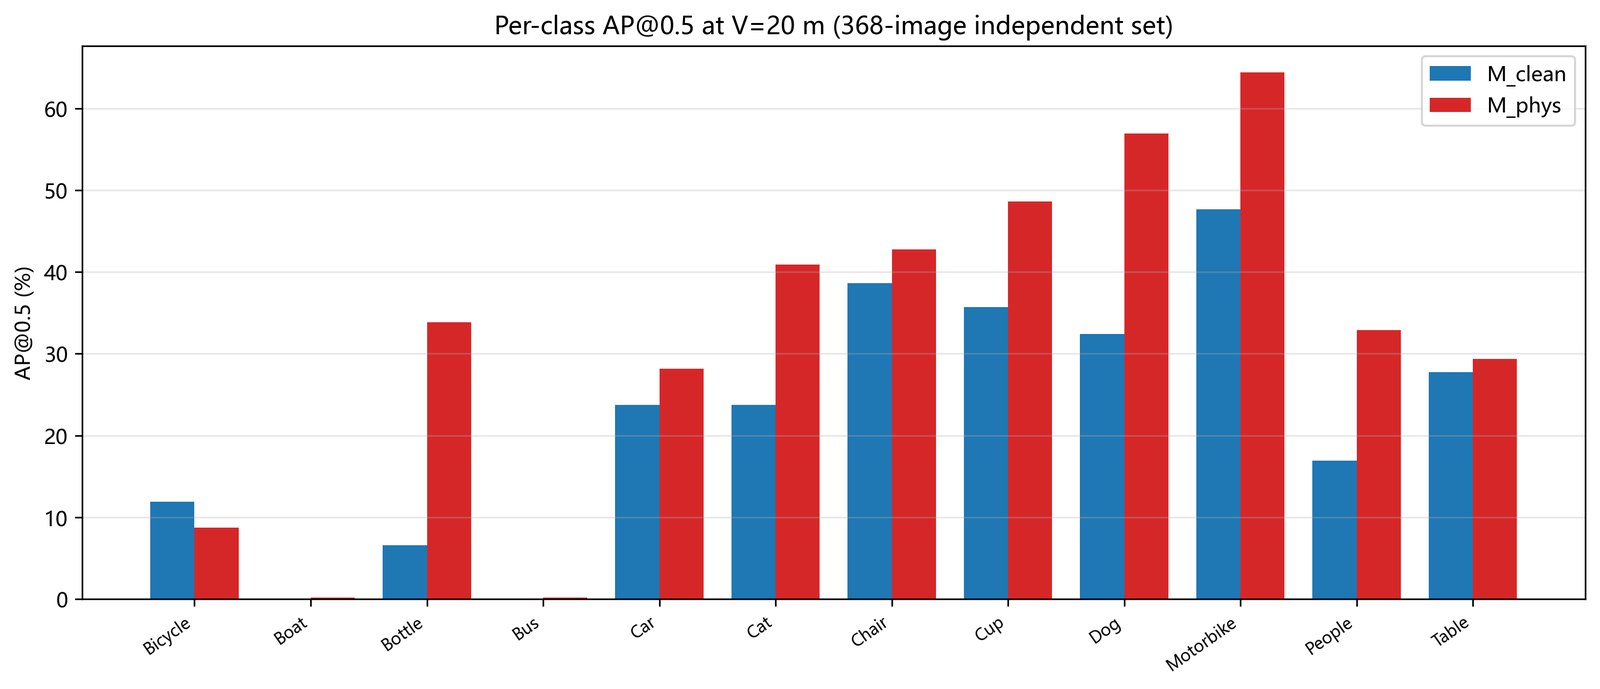 Per-class AP@0.5 at V=20 m (368-image independent set)
M_clean
M_phys
AP@0.5 (%)
60
50
40
30
20
10
0
Bicycle
Boat
Bottle
Bus
Car
Cat
Chair
Cup
Dog
Motorbike
People
Table